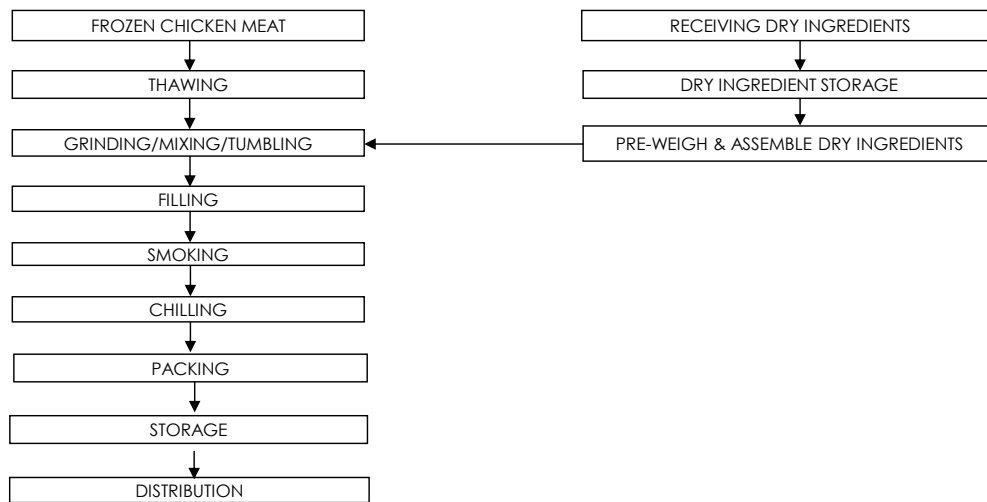 FROZEN CHICKEN MEAT
RECEIVING DRY INGREDIENTS
THAWING
DRY INGREDIENT STORAGE
GRINDING/MIXING/TUMBLING
PRE-WEIGH & ASSEMBLE DRY INGREDIENTS
FILLING
SMOKING
CHILLING
PACKING
STORAGE
DISTRIBUTION